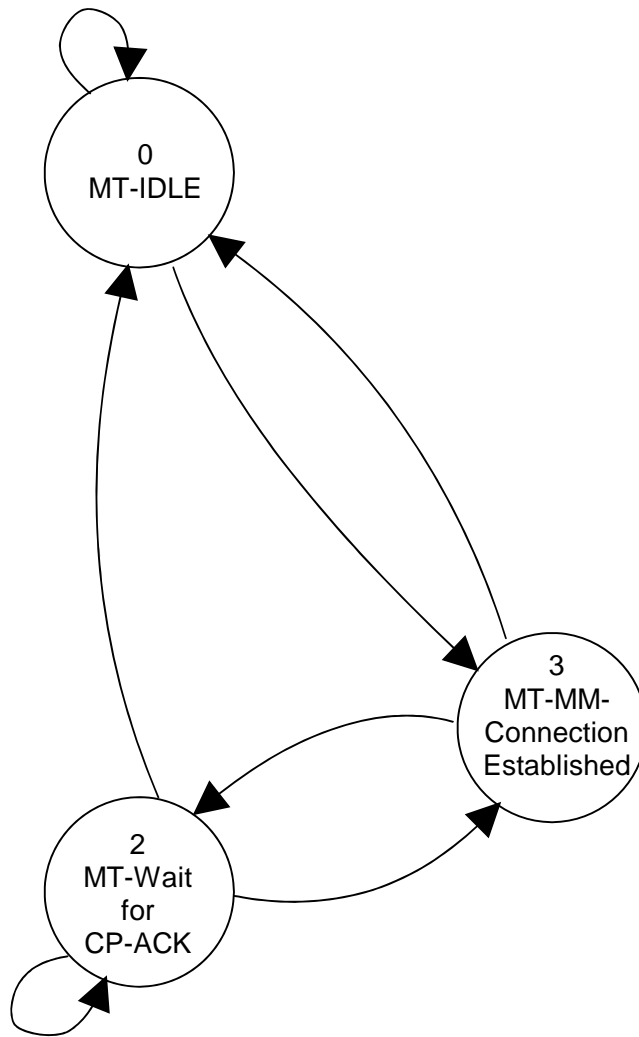 0
MT-IDLE
3
MT-MM-
Connection
Established
2
MT-Wait
for
CP-ACK